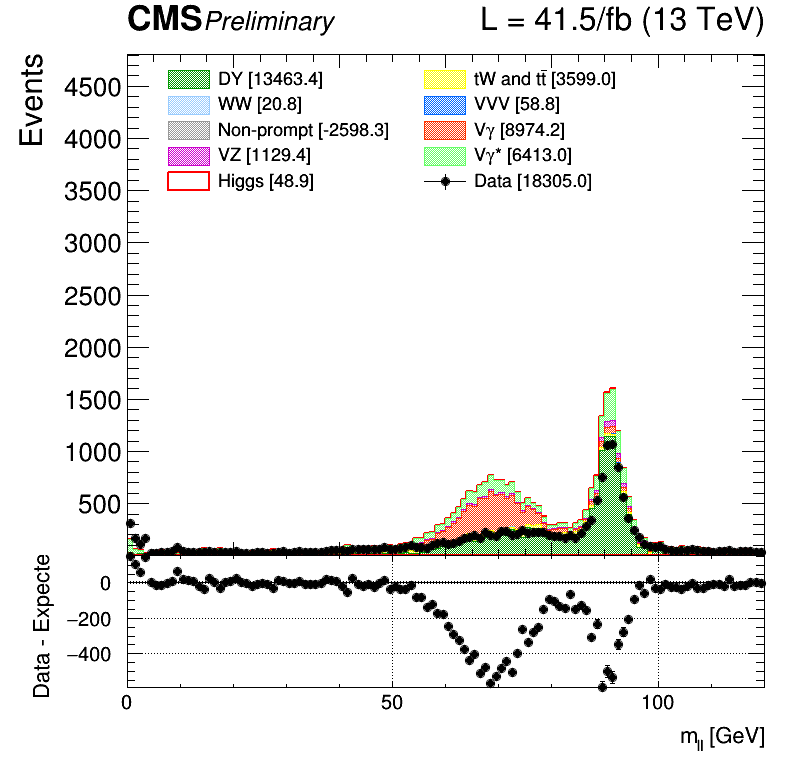 CMS Preliminary L = 41.5/fb (13 TeV)
Events
4500
4000
3500
3000
2500
2000
1500
1000
500
DY [13463.4] tW and tt̄ [3599.0]
WW [20.8] VVV [58.8]
Non-prompt [-2598.3] Vγ [8974.2]
VZ [1129.4] Vγ* [6413.0]
Higgs [48.9] Data [18305.0]
Data - Expecte
0
−200
−400
0 50 100
m_ll [GeV]